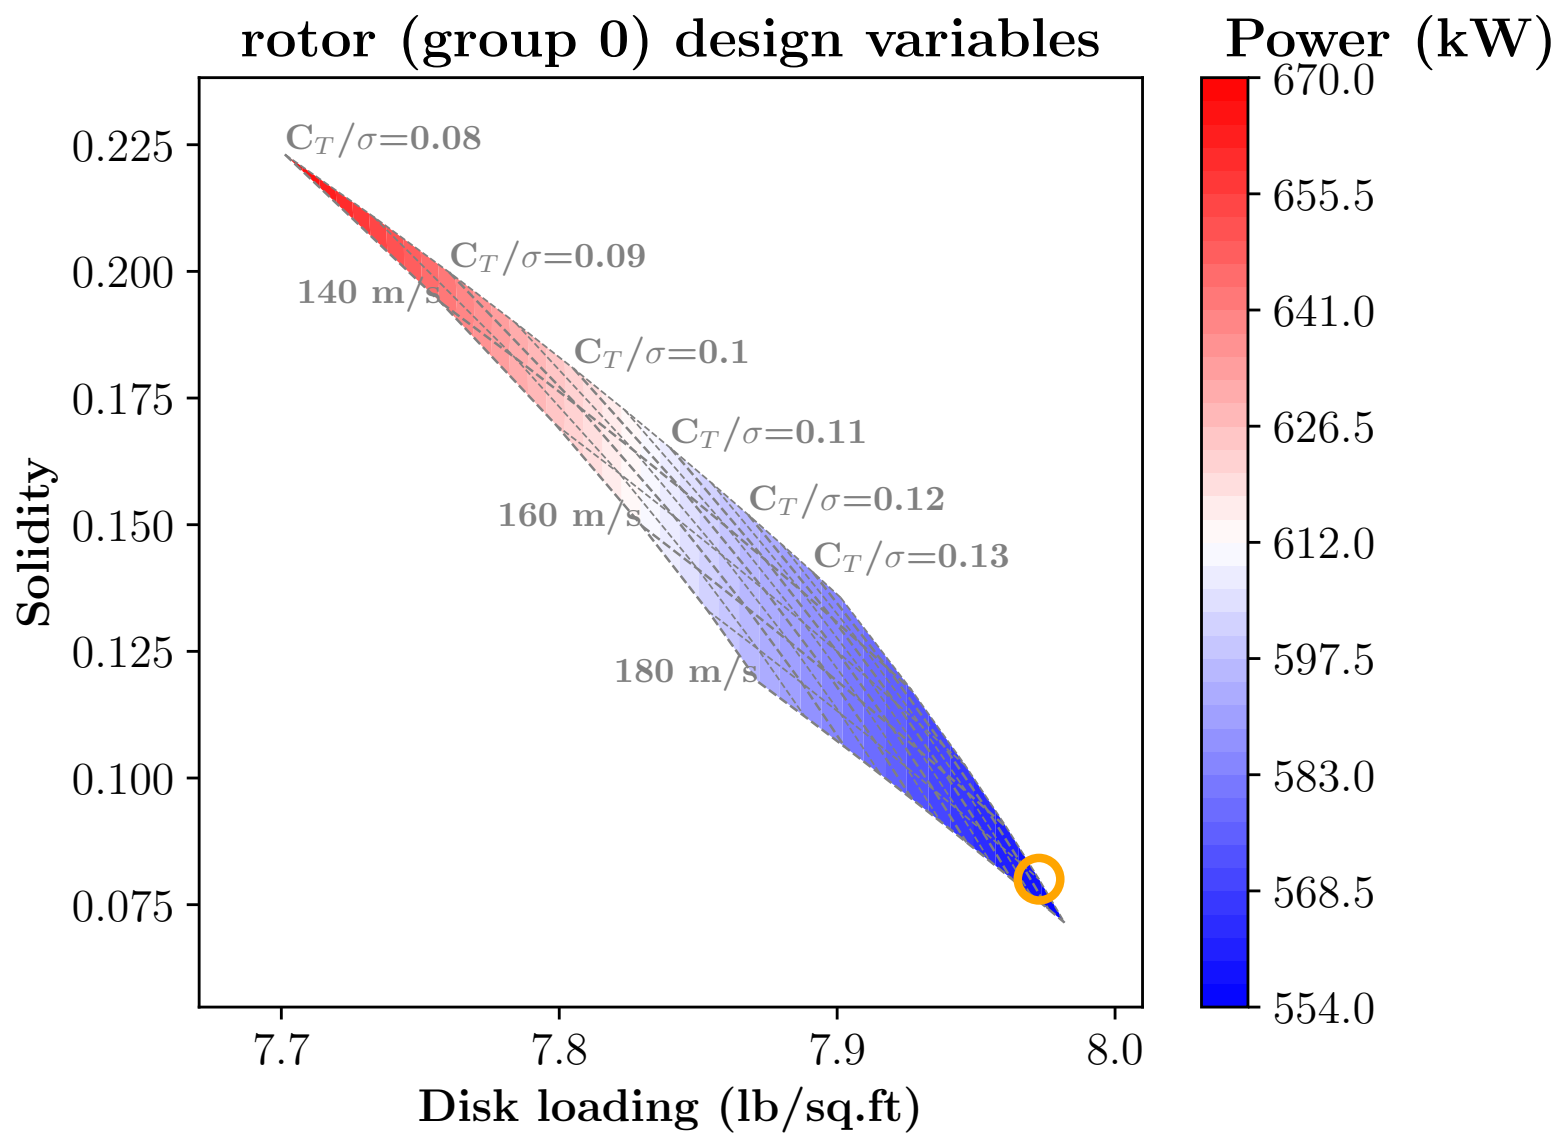 rotor (group 0) design variables
Power (kW)
670.0
655.5
641.0
626.5
612.0
597.5
583.0
568.5
554.0
Solidity
0.225
0.200
0.175
0.150
0.125
0.100
0.075
C_T/σ=0.08
C_T/σ=0.09
140 m/s
C_T/σ=0.1
C_T/σ=0.11
C_T/σ=0.12
160 m/s
C_T/σ=0.13
180 m/s
7.7 7.8 7.9 8.0
Disk loading (lb/sq.ft)